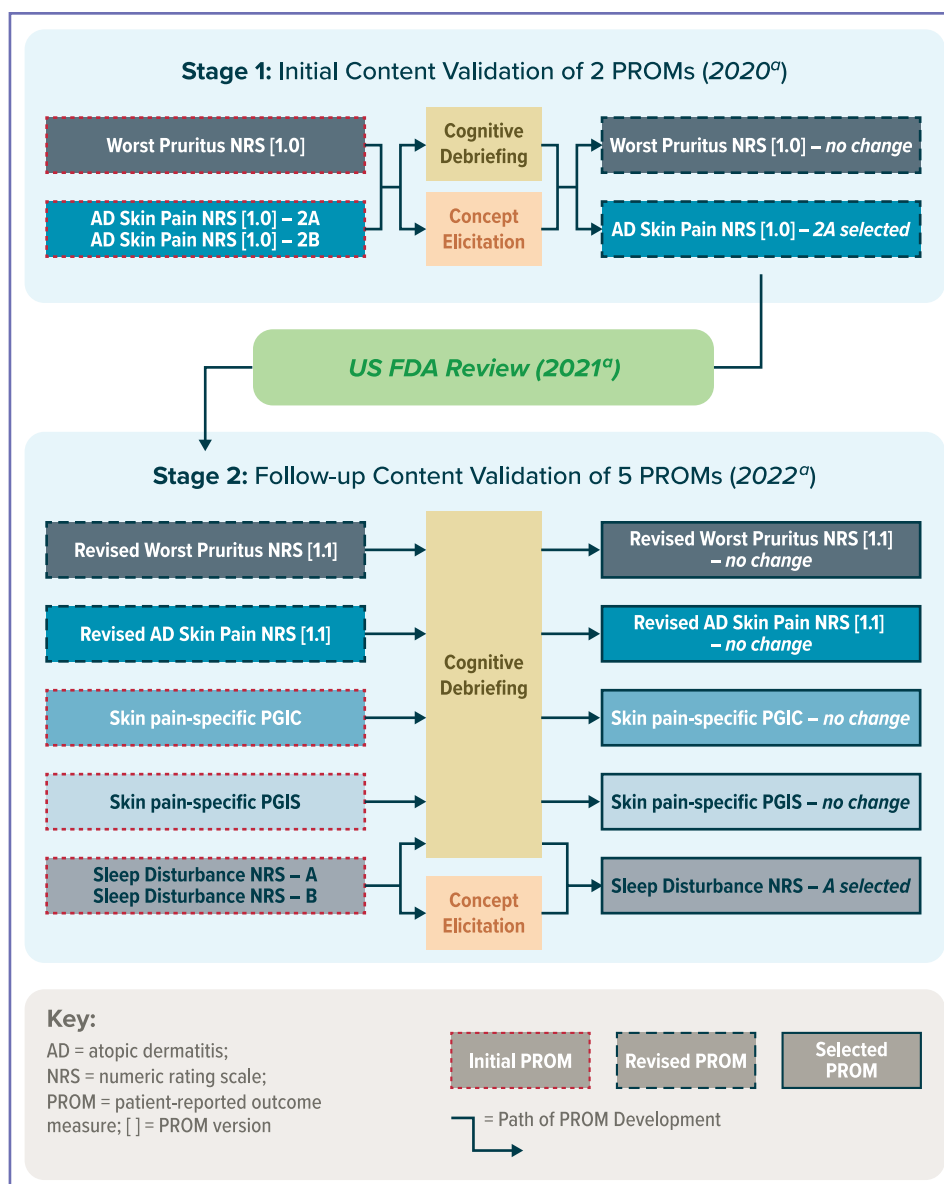 Stage 1: Initial Content Validation of 2 PROMs (2020ᵃ)
Worst Pruritus NRS [1.0]
AD Skin Pain NRS [1.0] – 2A
AD Skin Pain NRS [1.0] – 2B
Cognitive
Debriefing
Concept
Elicitation
Worst Pruritus NRS [1.0] – no change
AD Skin Pain NRS [1.0] – 2A selected
US FDA Review (2021ᵃ)
Stage 2: Follow-up Content Validation of 5 PROMs (2022ᵃ)
Revised Worst Pruritus NRS [1.1]
Revised AD Skin Pain NRS [1.1]
Skin pain-specific PGIC
Skin pain-specific PGIS
Sleep Disturbance NRS – A
Sleep Disturbance NRS – B
Cognitive
Debriefing
Concept
Elicitation
Revised Worst Pruritus NRS [1.1]
– no change
Revised AD Skin Pain NRS [1.1]
– no change
Skin pain-specific PGIC – no change
Skin pain-specific PGIS – no change
Sleep Disturbance NRS – A selected
Key:
AD = atopic dermatitis;
NRS = numeric rating scale;
PROM = patient-reported outcome
measure; [ ] = PROM version
Initial PROM
Revised PROM
Selected
PROM
= Path of PROM Development